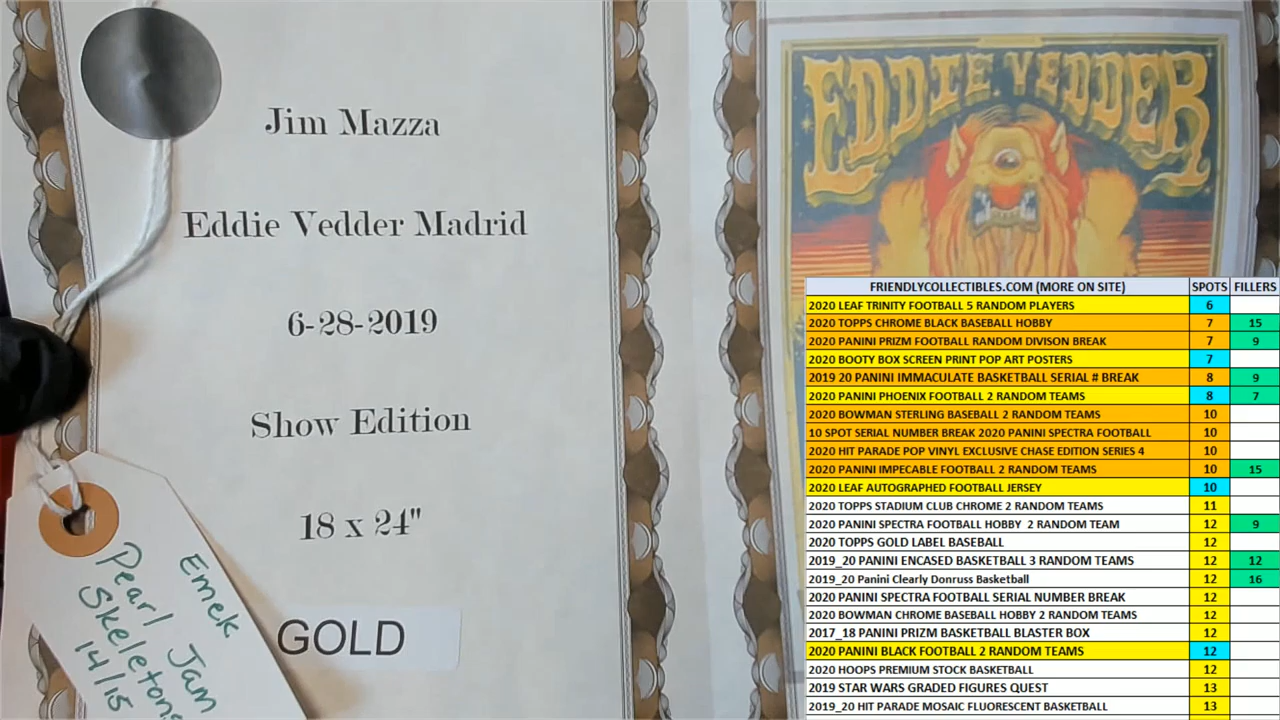 Jim Mazza
Eddie Vedder Madrid
6-28-2019
Show Edition
18 x 24"
GOLD
Emek
Pearl Jam
Skeletons
14/15
EDDIE VEDDER
FRIENDLYCOLLECTIBLES.COM (MORE ON SITE) SPOTS FILLERS
2020 LEAF TRINITY FOOTBALL 5 RANDOM PLAYERS 6
2020 TOPPS CHROME BLACK BASEBALL HOBBY 7 15
2020 PANINI PRIZM FOOTBALL RANDOM DIVISON BREAK 7 9
2020 BOOTY BOX SCREEN PRINT POP ART POSTERS 7
2019 20 PANINI IMMACULATE BASKETBALL SERIAL # BREAK 8 9
2020 PANINI PHOENIX FOOTBALL 2 RANDOM TEAMS 8 7
2020 BOWMAN STERLING BASEBALL 2 RANDOM TEAMS 10
10 SPOT SERIAL NUMBER BREAK 2020 PANINI SPECTRA FOOTBALL 10
2020 HIT PARADE POP VINYL EXCLUSIVE CHASE EDITION SERIES 4 10
2020 PANINI IMPECABLE FOOTBALL 2 RANDOM TEAMS 10 15
2020 LEAF AUTOGRAPHED FOOTBALL JERSEY 10
2020 TOPPS STADIUM CLUB CHROME 2 RANDOM TEAMS 11
2020 PANINI SPECTRA FOOTBALL HOBBY 2 RANDOM TEAM 12 9
2020 TOPPS GOLD LABEL BASEBALL 12
2019_20 PANINI ENCASED BASKETBALL 3 RANDOM TEAMS 12 12
2019_20 Panini Clearly Donruss Basketball 12 16
2020 PANINI SPECTRA FOOTBALL SERIAL NUMBER BREAK 12
2020 BOWMAN CHROME BASEBALL HOBBY 2 RANDOM TEAMS 12
2017_18 PANINI PRIZM BASKETBALL BLASTER BOX 12
2020 PANINI BLACK FOOTBALL 2 RANDOM TEAMS 12
2020 HOOPS PREMIUM STOCK BASKETBALL 12
2019 STAR WARS GRADED FIGURES QUEST 13
2019_20 HIT PARADE MOSAIC FLUORESCENT BASKETBALL 13